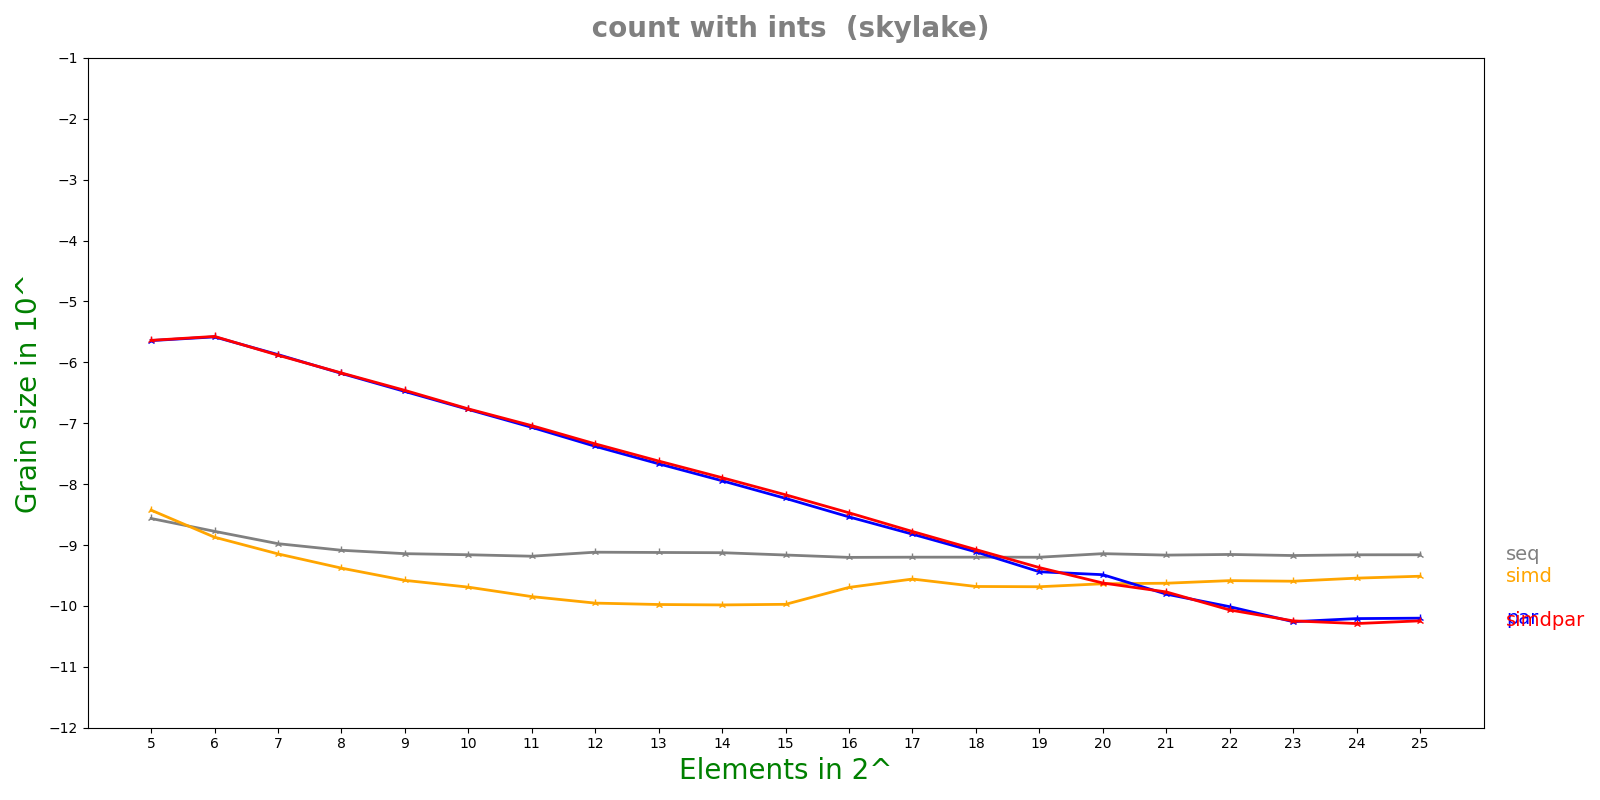 count with ints  (skylake)
Grain size in 10^
−1
−2
−3
−4
−5
−6
−7
−8
−9
−10
−11
−12
seq
simd
par
simdpar
5 6 7 8 9 10 11 12 13 14 15 16 17 18 19 20 21 22 23 24 25
Elements in 2^